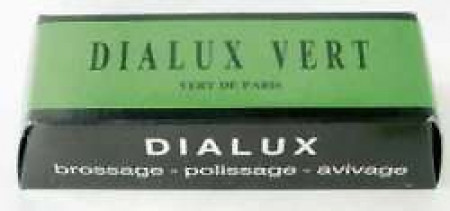 DIALUX VERT
VERT DE PARIS
DIALUX
brossage - polissage - avivage